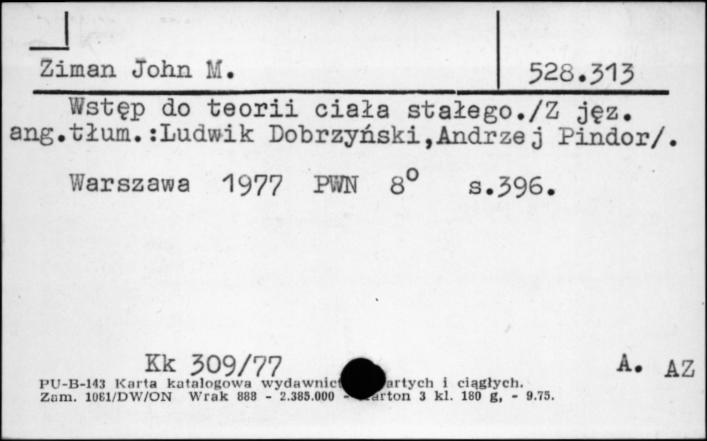 Ziman John M. 528.313
Wstęp do teorii ciała stałego./Z jęz.
ang.tłum.:Ludwik Dobrzyński,Andrzej Pindor/.
Warszawa 1977 PWN 8° s.396.
Kk 309/77 A. AZ
PU-B-143 Karta katalogowa wydawnict artych i ciągłych.
Zam. 1061/DW/ON Wrak 888 - 2.385.000 - arton 3 kl. 180 g, - 9.75.